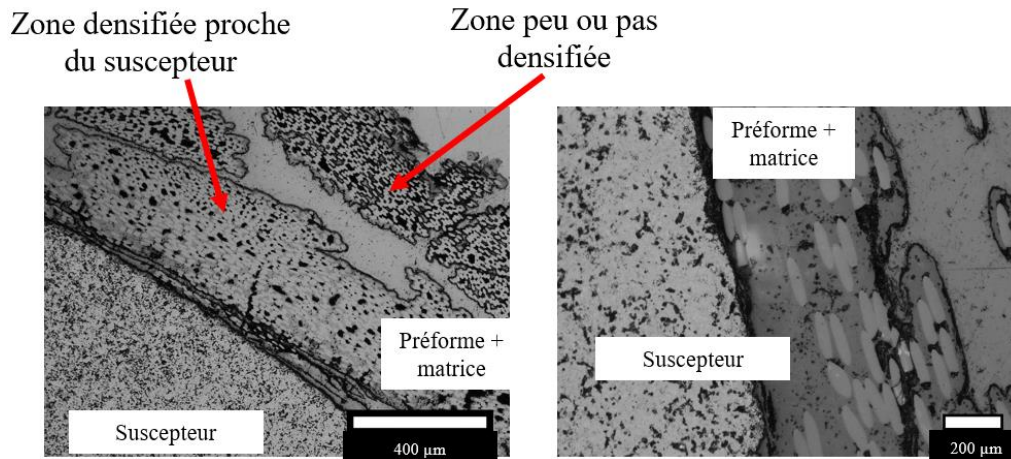 Zone densifiée proche
du suscepteur
Zone peu ou pas
densifiée
Préforme +
matrice
Suscepteur
400 µm
Préforme +
matrice
Suscepteur
200 µm